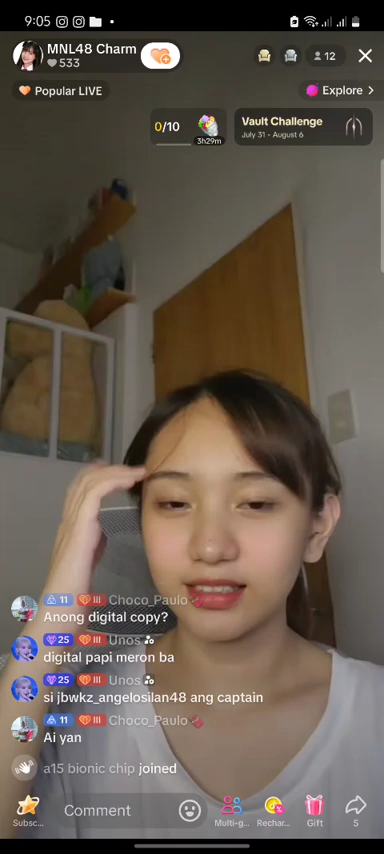 9:05
MNL48 Charm
533
12
Popular LIVE
Explore >
0/10
3h29m
Vault Challenge
July 31 - August 6
11 III Choco_Paulo
Anong digital copy?
25 III Unos
digital papi meron ba
25 III Unos
si jbwkz_angelosilan48 ang captain
11 III Choco_Paulo
Ai yan
a15 bionic chip joined
Comment
Subsc...
Multi-g...
Rechar...
Gift
5